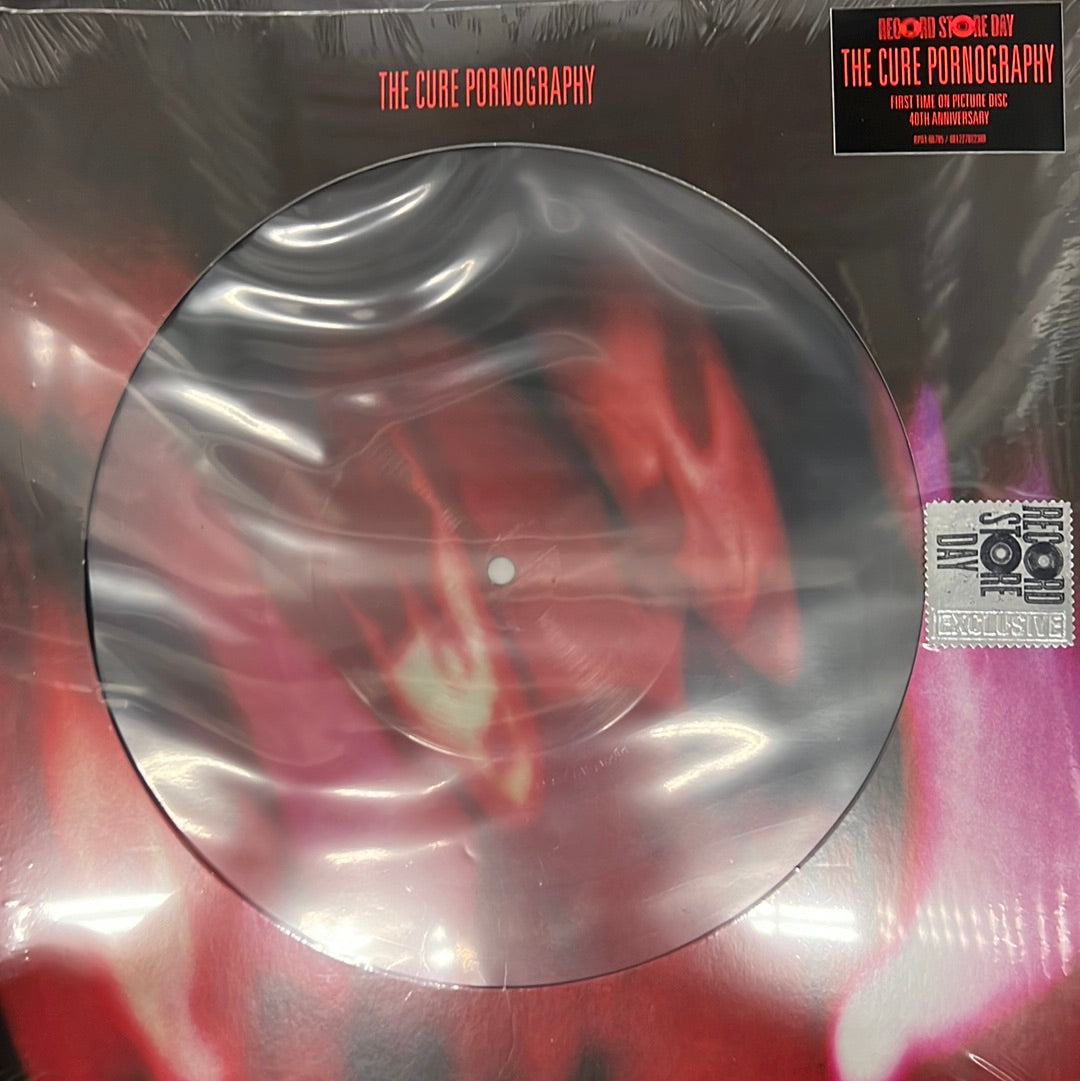 THE CURE PORNOGRAPHY
RECORD STORE DAY
THE CURE PORNOGRAPHY
FIRST TIME ON PICTURE DISC
40TH ANNIVERSARY
RECORD
STORE
DAY
EXCLUSIVE